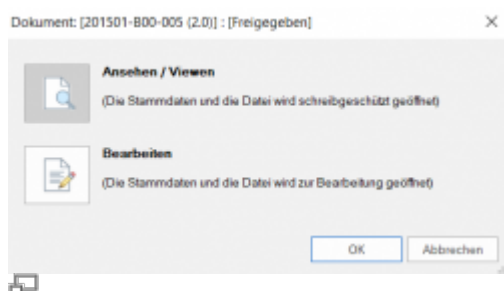 Dokument: [201501-B00-005 (2.0)] : [Freigegeben]
Ansehen / Viewen
(Die Stammdaten und die Datei wird schreibgeschützt geöffnet)
Bearbeiten
(Die Stammdaten und die Datei wird zur Bearbeitung geöffnet)
OK Abbrechen